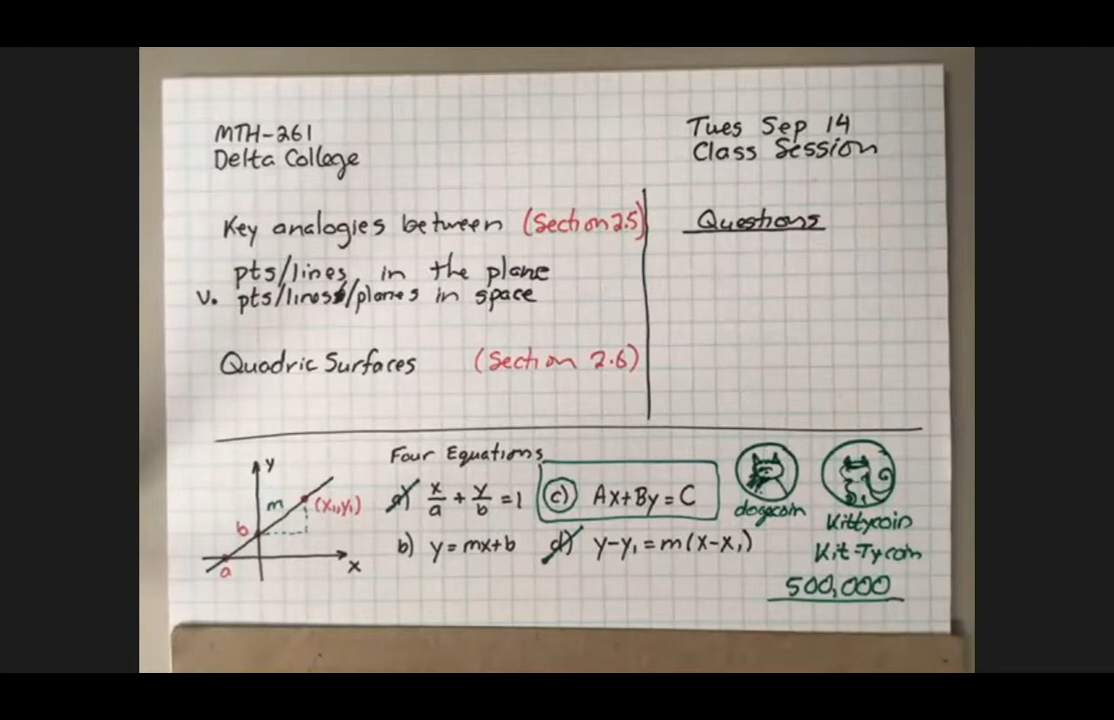 MTH-261
Delta College
Tues Sep 14
Class Session
Key analogies between (Section 2.5)
pts/lines in the plane
v. pts/lines/planes in space
Quadric Surfaces (Section 2.6)
Questions
y
m
(x₁,y₁)
b
a
x
Four Equations
a) x/a + y/b = 1
c) Ax+By=C
b) y=mx+b
d) y-y₁=m(x-x₁)
dogecoin
Kittycoin
Kit-Tycoin
500,000